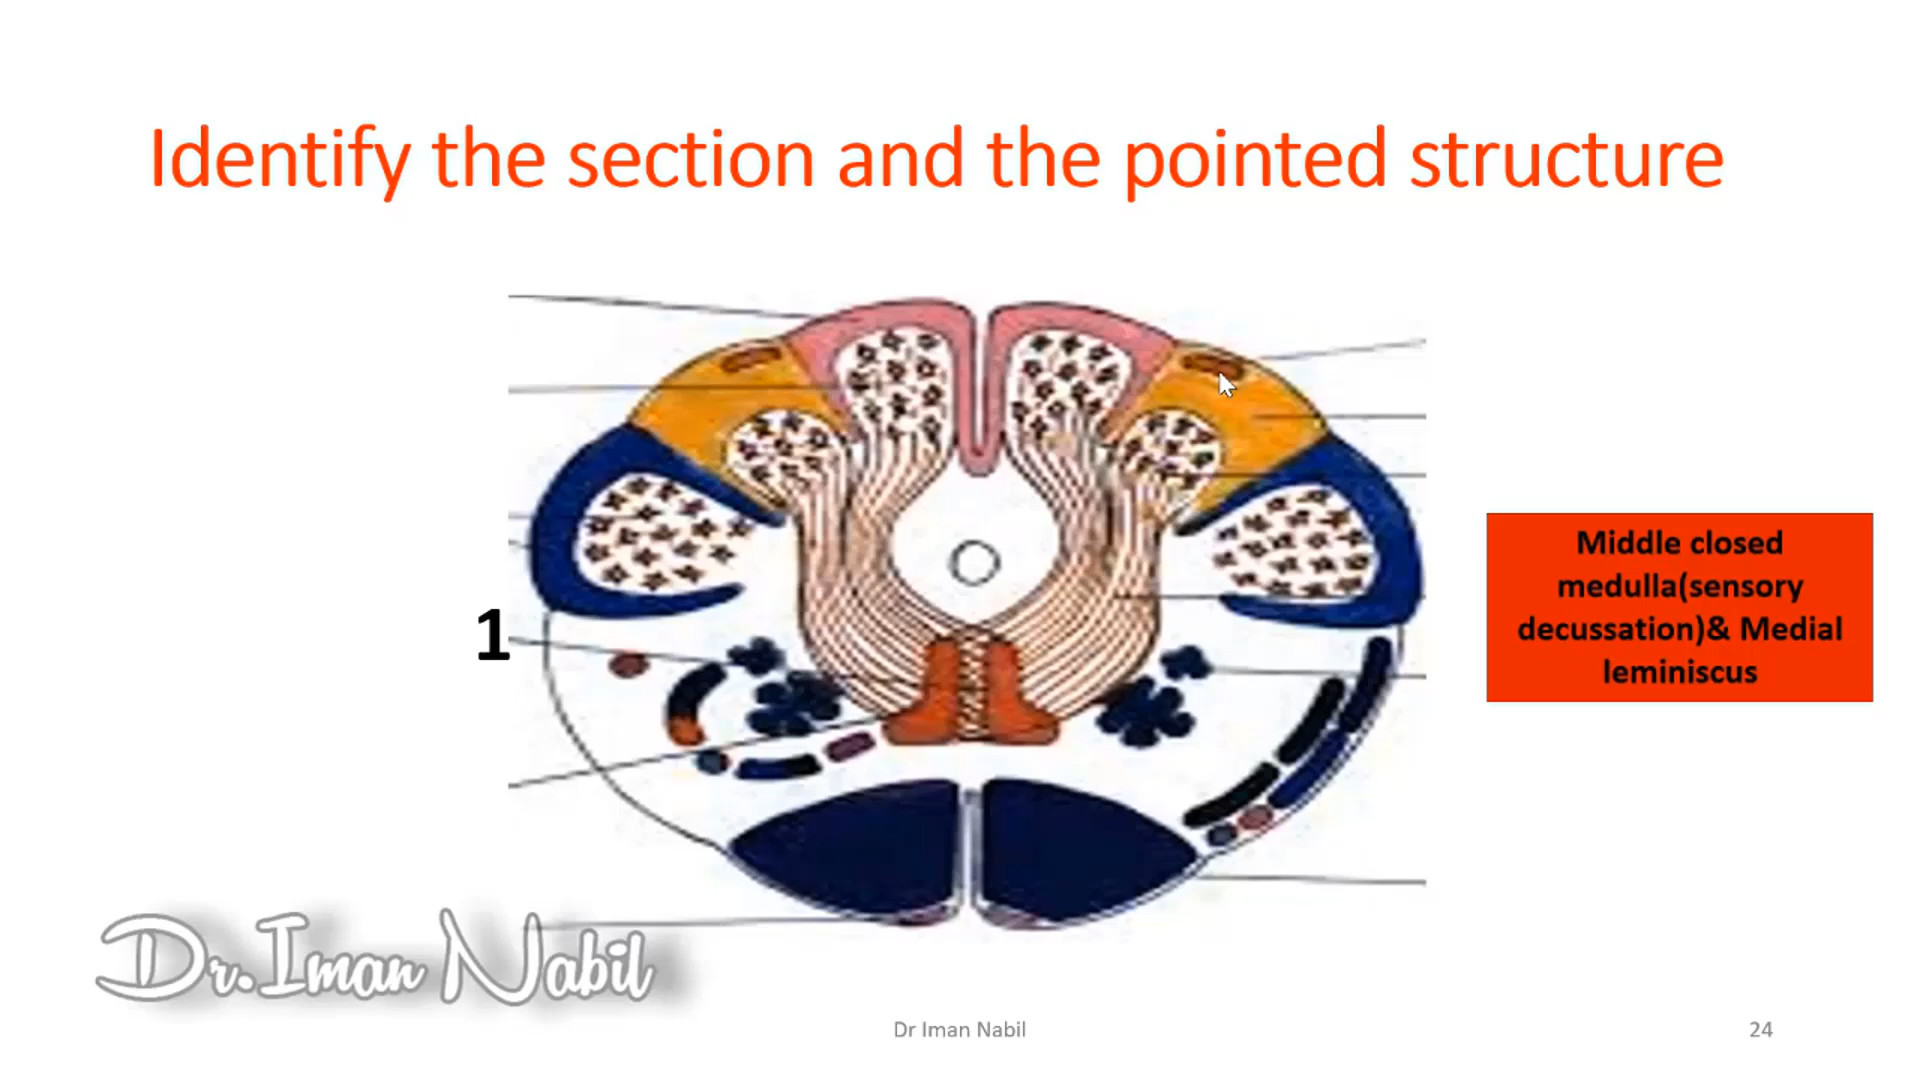 Identify the section and the pointed structure
1
Middle closed
medulla(sensory
decussation)& Medial
leminiscus
Dr.Iman Nabil
Dr Iman Nabil
24